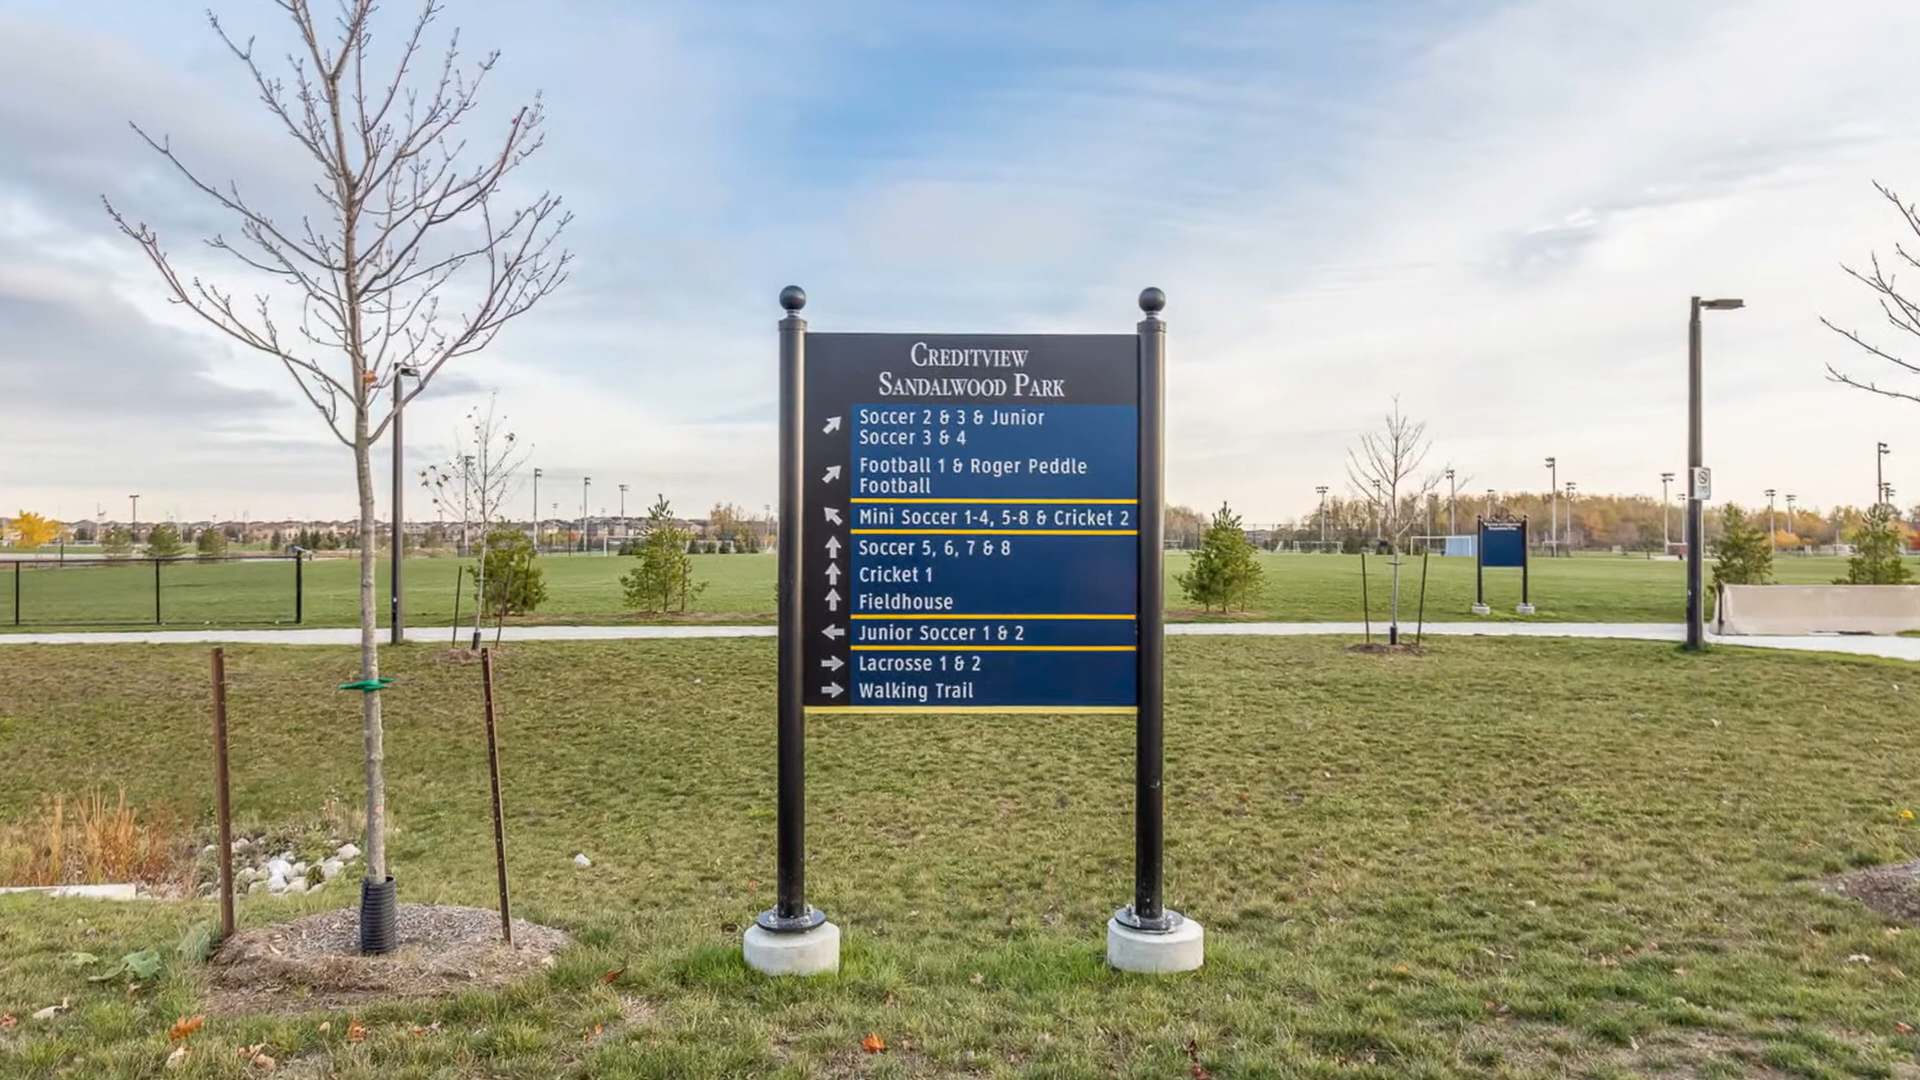 CREDITVIEW
SANDALWOOD PARK
Soccer 2 & 3 & Junior
Soccer 3 & 4
Football 1 & Roger Peddle
Football
Mini Soccer 1-4, 5-8 & Cricket 2
Soccer 5, 6, 7 & 8
Cricket 1
Fieldhouse
Junior Soccer 1 & 2
Lacrosse 1 & 2
Walking Trail